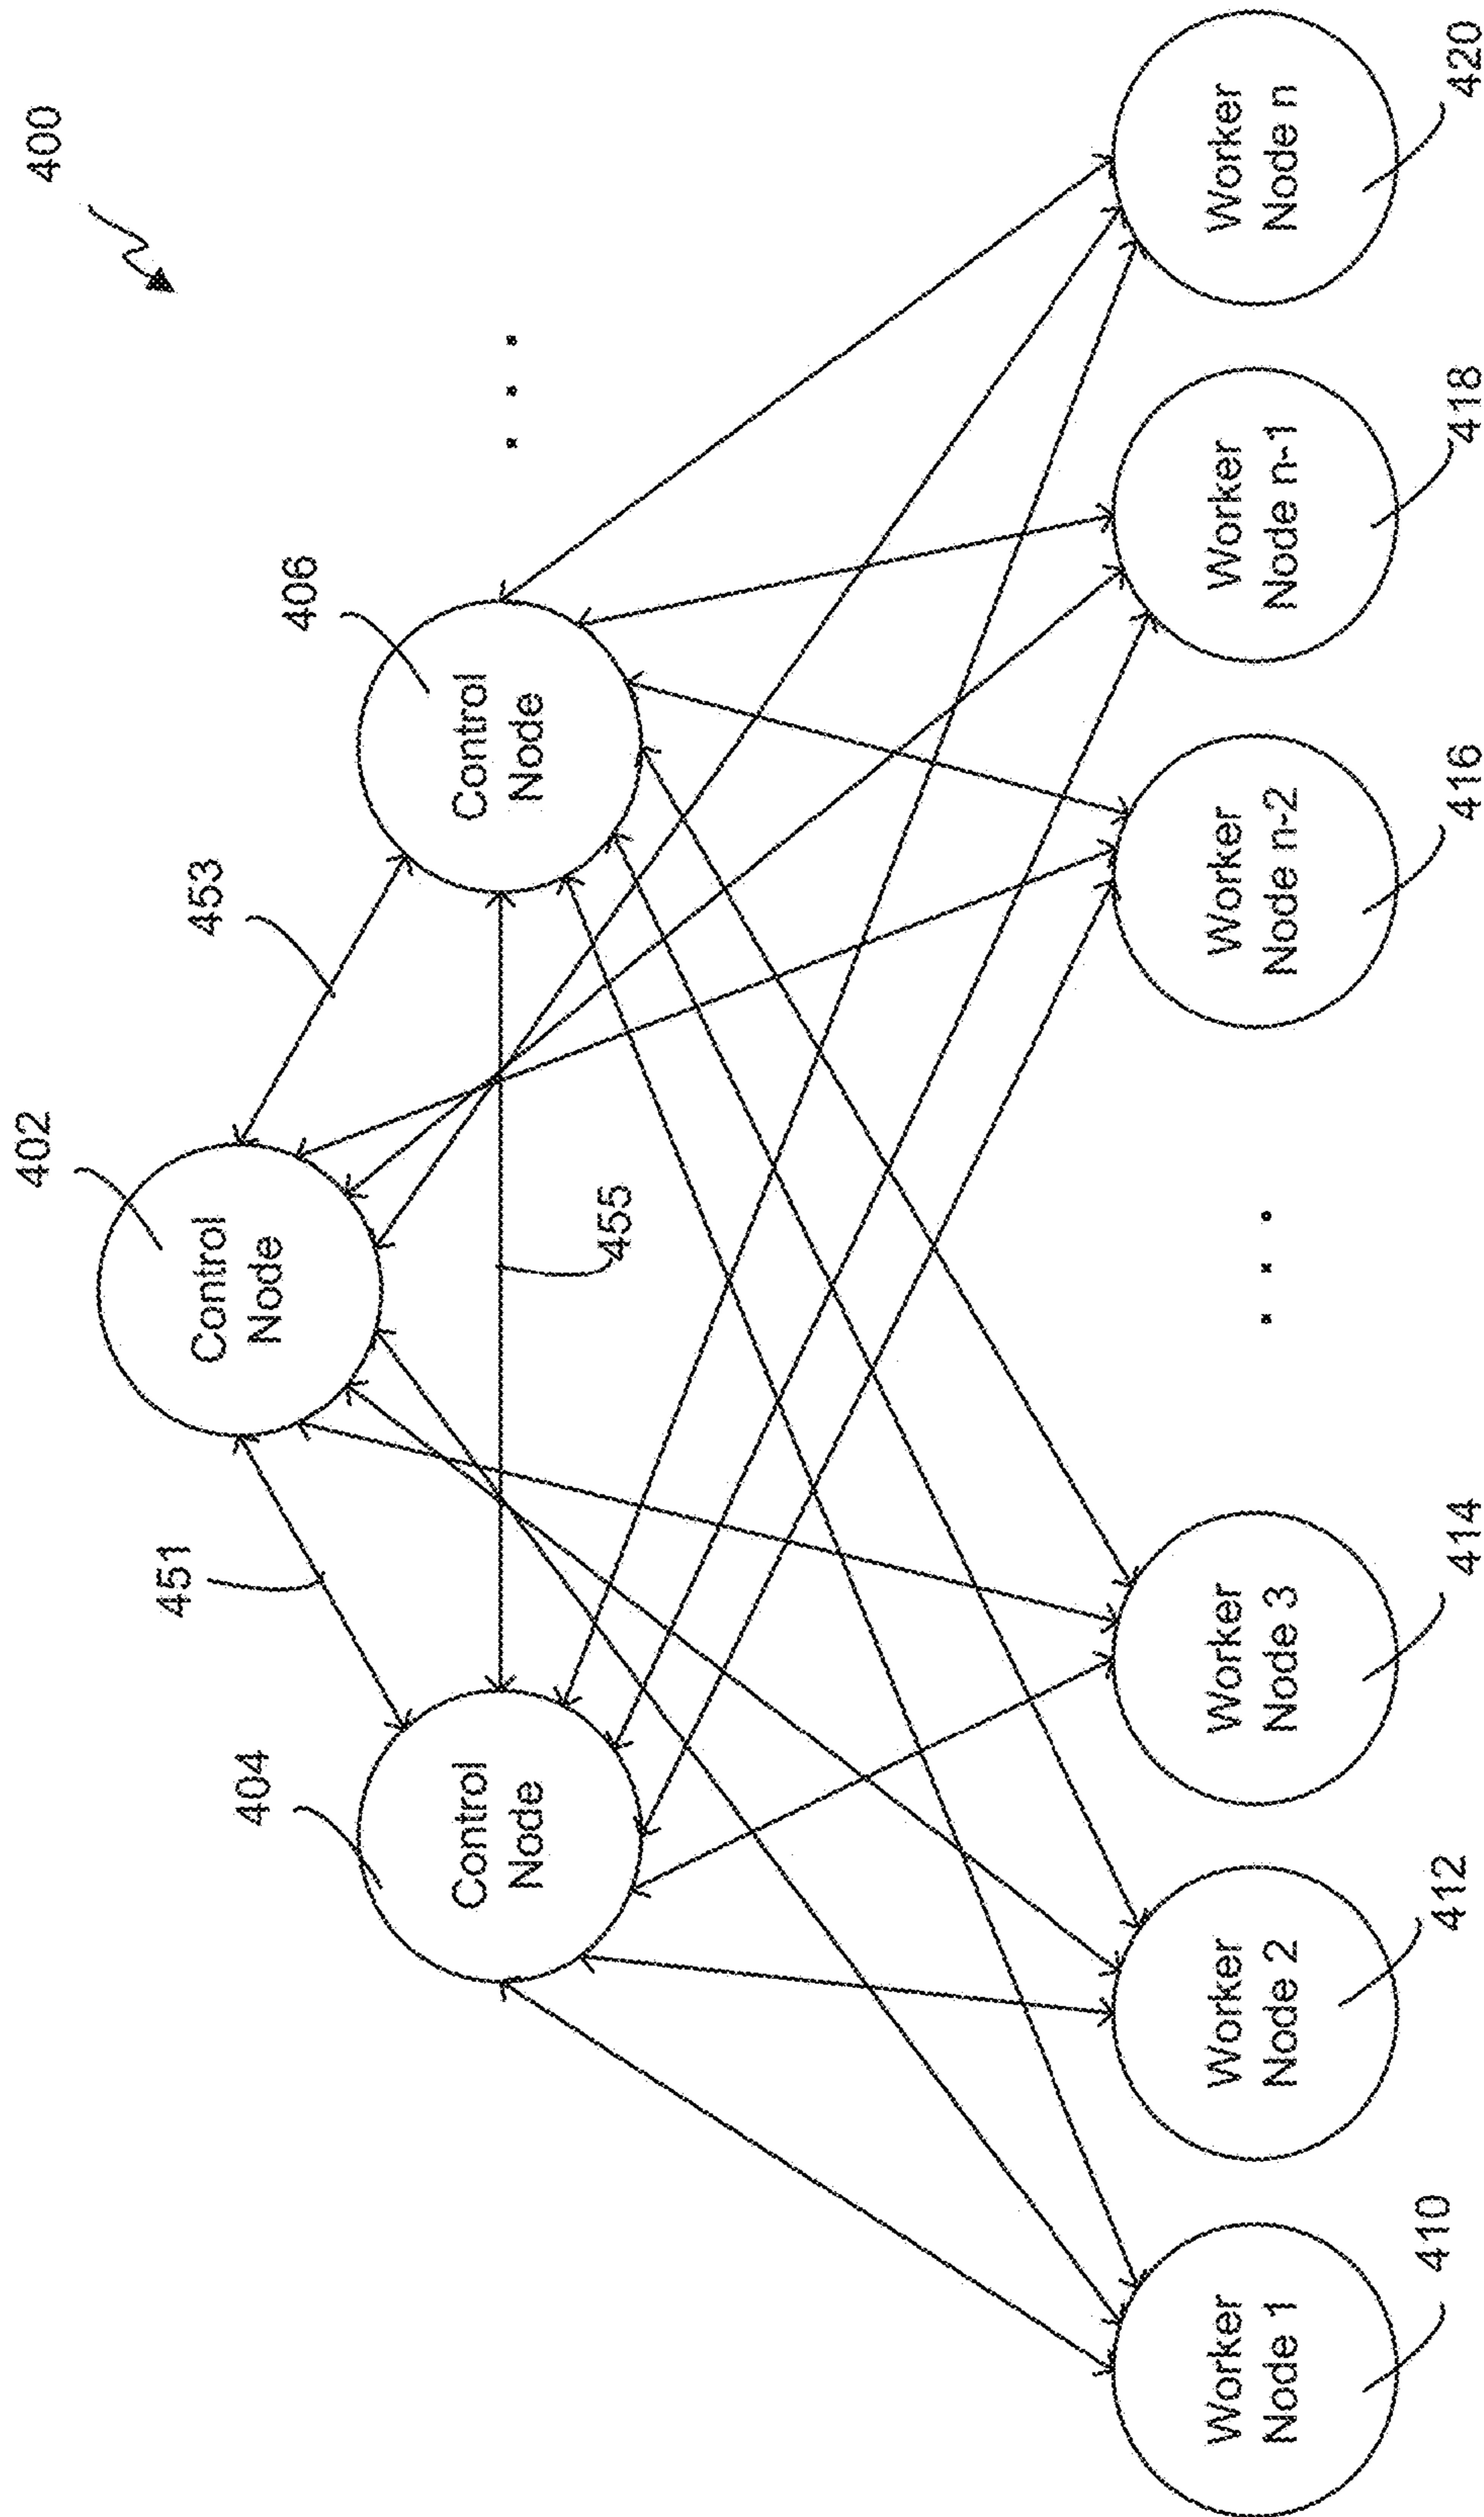 400
402
Control
Node
451
453
404
Control
Node
406
Control
Node
455
Worker
Node 1
Worker
Node 2
Worker
Node 3
Worker
Node n-2
Worker
Node n-1
Worker
Node n
410
412
414
416
418
420